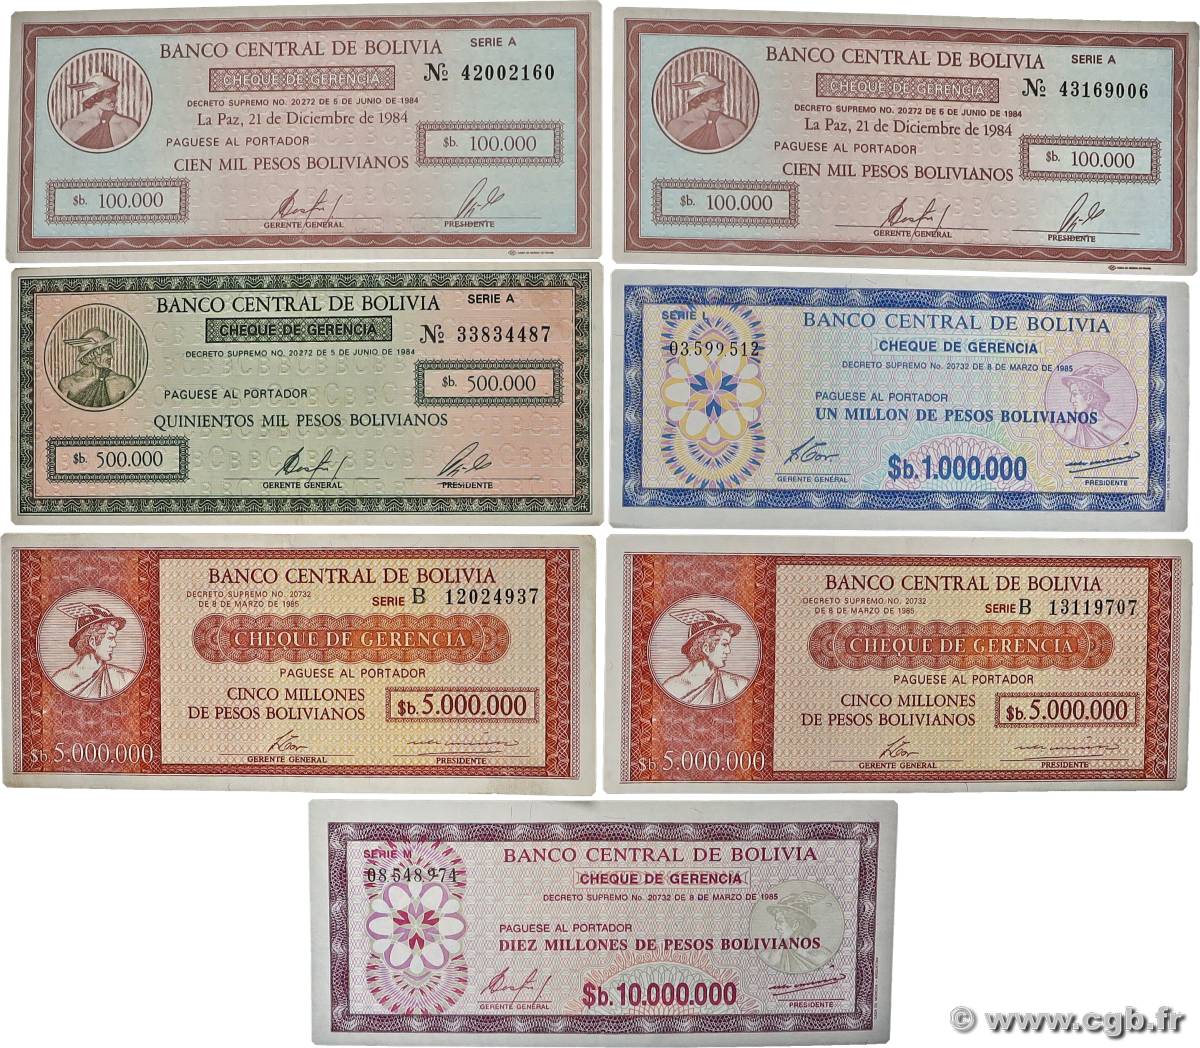 BANCO CENTRAL DE BOLIVIA SERIE A
CHEQUE DE GERENCIA № 42002160
DECRETO SUPREMO NO. 20272 DE 5 DE JUNIO DE 1984
La Paz, 21 de Diciembre de 1984
PAGUESE AL PORTADOR $b. 100.000
CIEN MIL PESOS BOLIVIANOS
$b. 100.000
GERENTE GENERAL PRESIDENTE
BANCO CENTRAL DE BOLIVIA SERIE A
CHEQUE DE GERENCIA № 43169006
DECRETO SUPREMO NO. 20272 DE 5 DE JUNIO DE 1984
La Paz, 21 de Diciembre de 1984
PAGUESE AL PORTADOR $b. 100.000
CIEN MIL PESOS BOLIVIANOS
$b. 100.000
GERENTE GENERAL PRESIDENTE
BANCO CENTRAL DE BOLIVIA SERIE A
CHEQUE DE GERENCIA № 33834487
DECRETO SUPREMO NO. 20272 DE 5 DE JUNIO DE 1984
PAGUESE AL PORTADOR $b. 500.000
QUINIENTOS MIL PESOS BOLIVIANOS
$b. 500.000
GERENTE GENERAL PRESIDENTE
SERIE L BANCO CENTRAL DE BOLIVIA
03,599,512 CHEQUE DE GERENCIA
DECRETO SUPREMO No. 20732 DE 8 DE MARZO DE 1985
PAGUESE AL PORTADOR
UN MILLON DE PESOS BOLIVIANOS
$b. 1.000.000
GERENTE GENERAL PRESIDENTE
BANCO CENTRAL DE BOLIVIA
DECRETO SUPREMO NO. 20732
DE 8 DE MARZO DE 1985 SERIE B 12024937
CHEQUE DE GERENCIA
PAGUESE AL PORTADOR
CINCO MILLONES
DE PESOS BOLIVIANOS $b. 5.000.000
$b 5.000.000
GERENTE GENERAL PRESIDENTE
BANCO CENTRAL DE BOLIVIA
DECRETO SUPREMO NO. 20732
DE 8 DE MARZO DE 1985 SERIE B 13119707
CHEQUE DE GERENCIA
PAGUESE AL PORTADOR
CINCO MILLONES
DE PESOS BOLIVIANOS $b. 5.000.000
$b 5.000.000
GERENTE GENERAL PRESIDENTE
SERIE M BANCO CENTRAL DE BOLIVIA
08,548,974 CHEQUE DE GERENCIA
DECRETO SUPREMO No. 20732 DE 8 DE MARZO DE 1985
PAGUESE AL PORTADOR
DIEZ MILLONES DE PESOS BOLIVIANOS
$b. 10.000.000
GERENTE GENERAL PRESIDENTE
© www.cgb.fr